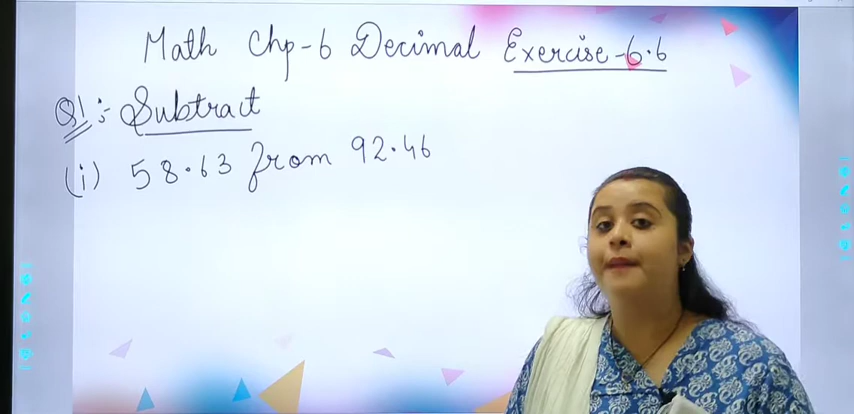 Math Chp-6 Decimal Exercise-6.6
Q1:- Subtract
(i) 58.63 from 92.46